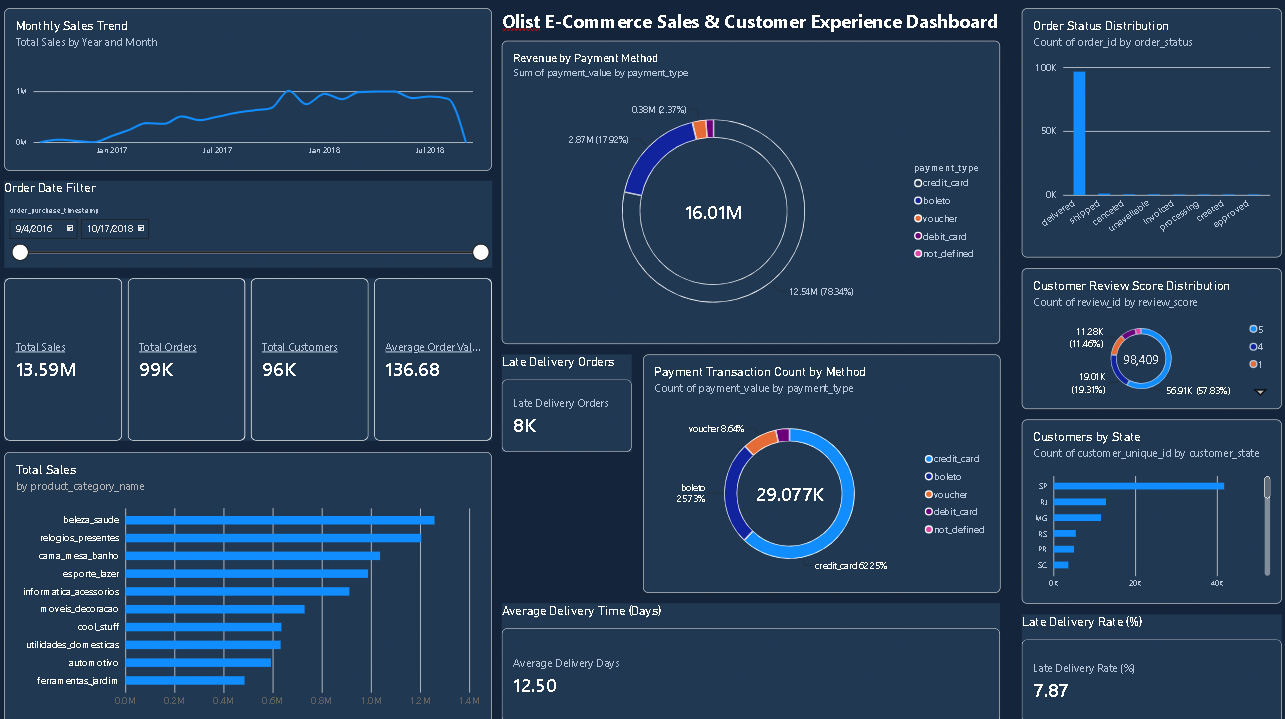 Olist E-Commerce Sales & Customer Experience Dashboard
Monthly Sales Trend
Total Sales by Year and Month
1M
0M
Jan 2017
Jul 2017
Jan 2018
Jul 2018
Order Date Filter
order_purchase_timestamp
9/4/2016
10/17/2018
Total Sales
13.59M
Total Orders
99K
Total Customers
96K
Average Order Val...
136.68
Total Sales
by product_category_name
beleza_saude
relogios_presentes
cama_mesa_banho
esporte_lazer
informatica_acessorios
moveis_decoracao
cool_stuff
utilidades_domesticas
automotivo
ferramentas_jardim
0.0M
0.2M
0.4M
0.6M
0.8M
1.0M
1.2M
1.4M
Revenue by Payment Method
Sum of payment_value by payment_type
0.38M (2.37%)
2.87M (17.92%)
16.01M
12.54M (78.34%)
payment_type
credit_card
boleto
voucher
debit_card
not_defined
Late Delivery Orders
Late Delivery Orders
8K
Payment Transaction Count by Method
Count of payment_value by payment_type
voucher 8.64%
boleto
25.73%
29.077K
credit_card 62.25%
credit_card
boleto
voucher
debit_card
not_defined
Average Delivery Time (Days)
Average Delivery Days
12.50
Order Status Distribution
Count of order_id by order_status
100K
50K
0K
delivered
shipped
canceled
unavailable
invoiced
processing
created
approved
Customer Review Score Distribution
Count of review_id by review_score
11.28K
(11.46%)
98,409
19.01K
(19.31%)
56.91K (57.83%)
5
4
1
Customers by State
Count of customer_unique_id by customer_state
SP
RJ
MG
RS
PR
SC
0K
20K
40K
Late Delivery Rate (%)
Late Delivery Rate (%)
7.87